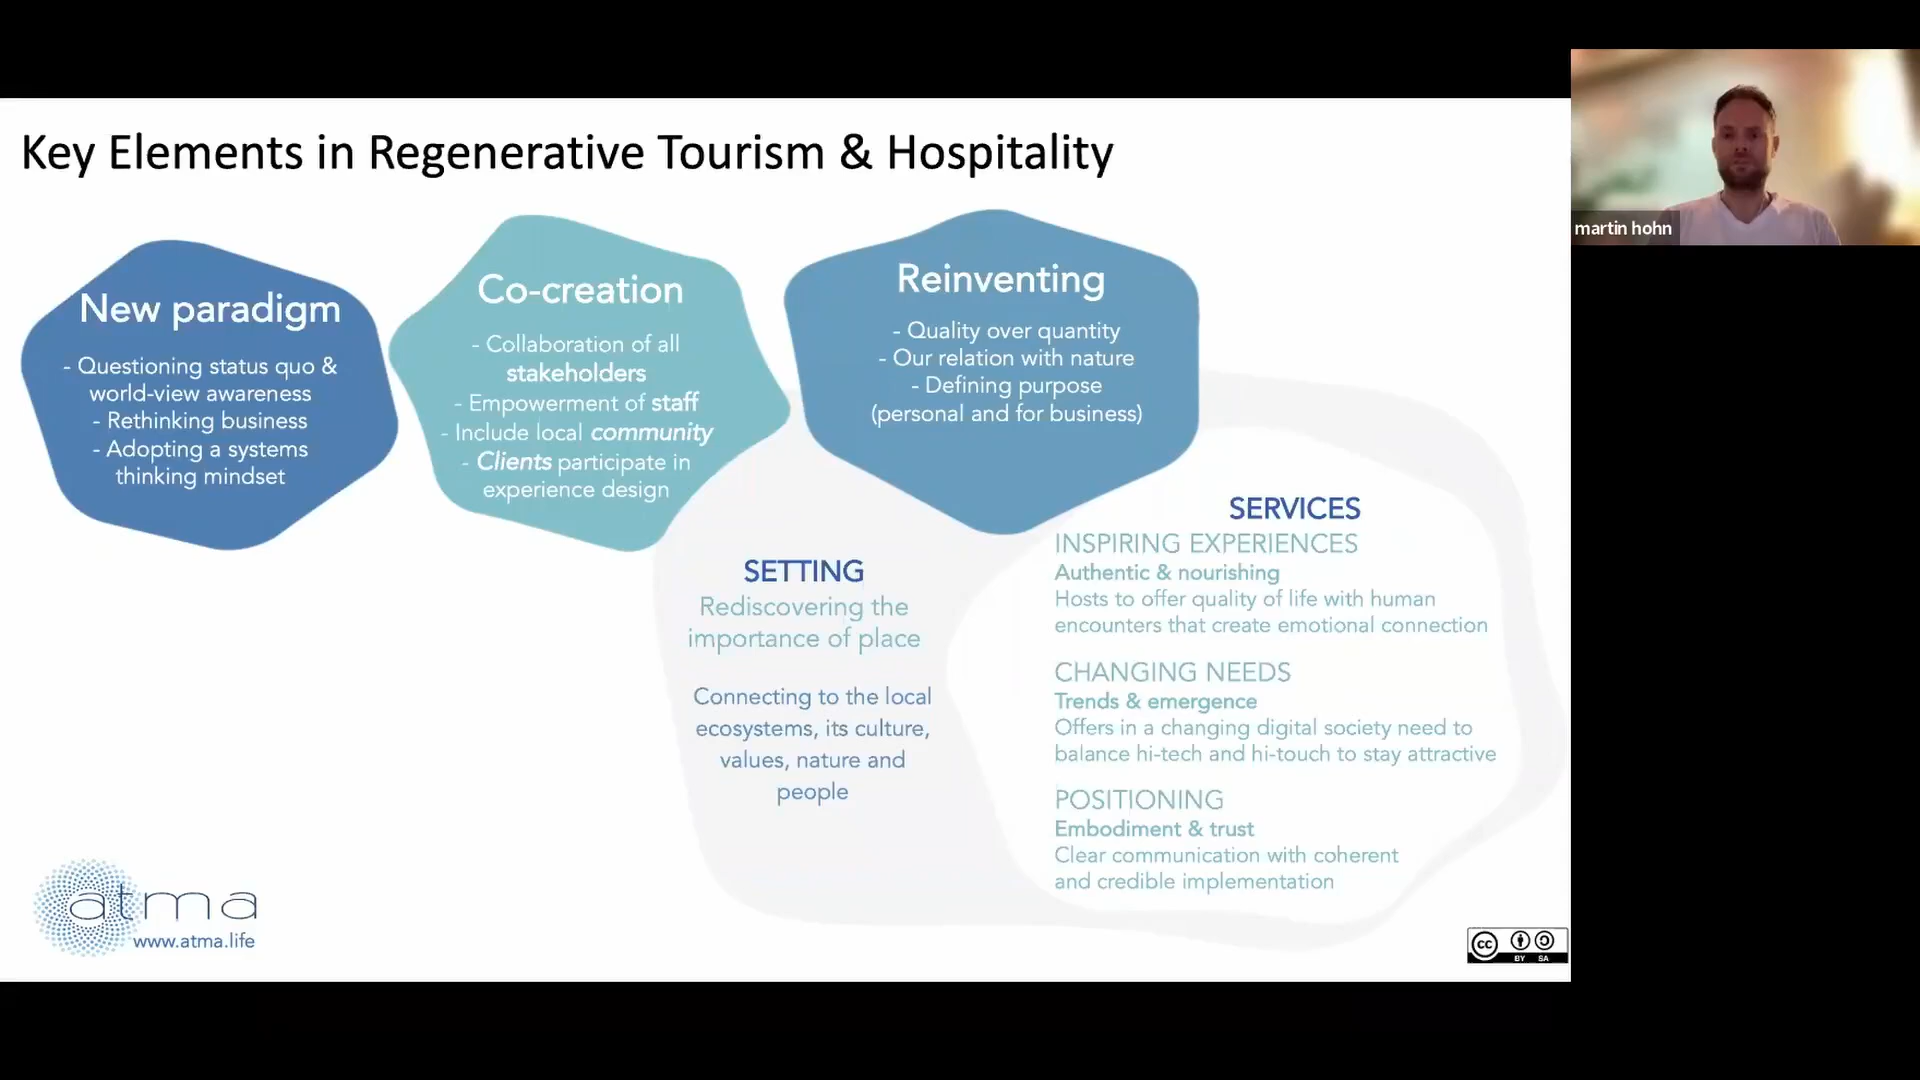 Key Elements in Regenerative Tourism & Hospitality
New paradigm
- Questioning status quo &
world-view awareness
- Rethinking business
- Adopting a systems
thinking mindset
Co-creation
- Collaboration of all
stakeholders
- Empowerment of staff
- Include local community
- Clients participate in
experience design
Reinventing
- Quality over quantity
- Our relation with nature
- Defining purpose
(personal and for business)
SETTING
Rediscovering the
importance of place
Connecting to the local
ecosystems, its culture,
values, nature and
people
SERVICES
INSPIRING EXPERIENCES
Authentic & nourishing
Hosts to offer quality of life with human
encounters that create emotional connection
CHANGING NEEDS
Trends & emergence
Offers in a changing digital society need to
balance hi-tech and hi-touch to stay attractive
POSITIONING
Embodiment & trust
Clear communication with coherent
and credible implementation
atma
www.atma.life
cc
BY SA
martin hohn